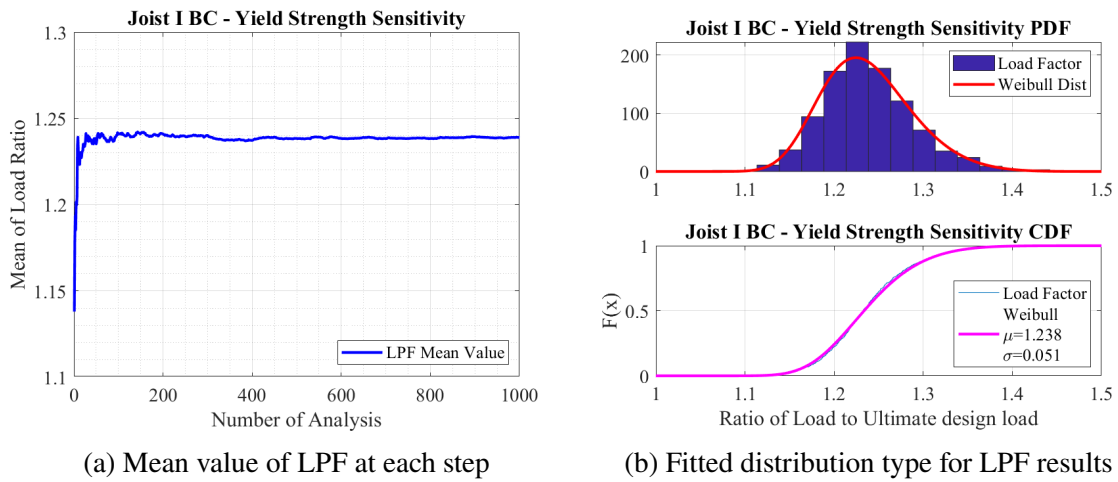 Joist I BC - Yield Strength Sensitivity
1.3
1.25
1.2
1.15
1.1
Mean of Load Ratio
LPF Mean Value
0 200 400 600 800 1000
Number of Analysis
(a) Mean value of LPF at each step
Joist I BC - Yield Strength Sensitivity PDF
200
100
0
Load Factor
Weibull Dist
1 1.1 1.2 1.3 1.4 1.5
Joist I BC - Yield Strength Sensitivity CDF
1
0.5
0
F(x)
Load Factor
Weibull
μ=1.238
σ=0.051
1 1.1 1.2 1.3 1.4 1.5
Ratio of Load to Ultimate design load
(b) Fitted distribution type for LPF results